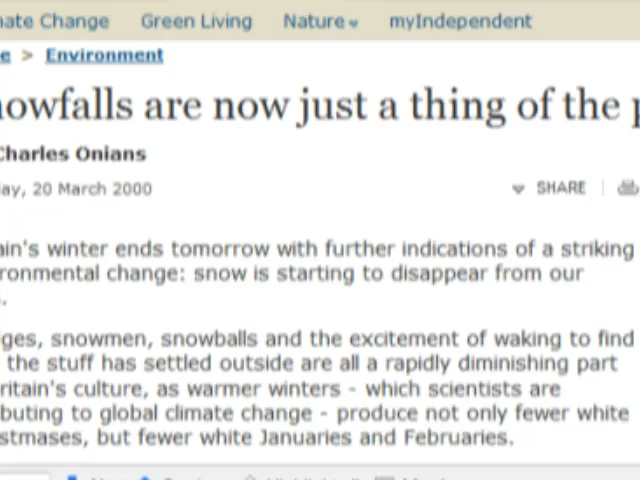 ate Change Green Living Nature myIndependent
e > Environment
owfalls are now just a thing of the p
Charles Onians
ay, 20 March 2000 SHARE
ain's winter ends tomorrow with further indications of a striking
ronmental change: snow is starting to disappear from our
s.
ges, snowmen, snowballs and the excitement of waking to find
the stuff has settled outside are all a rapidly diminishing part
ritain's culture, as warmer winters - which scientists are
buting to global climate change - produce not only fewer white
stmases, but fewer white Januaries and Februaries.